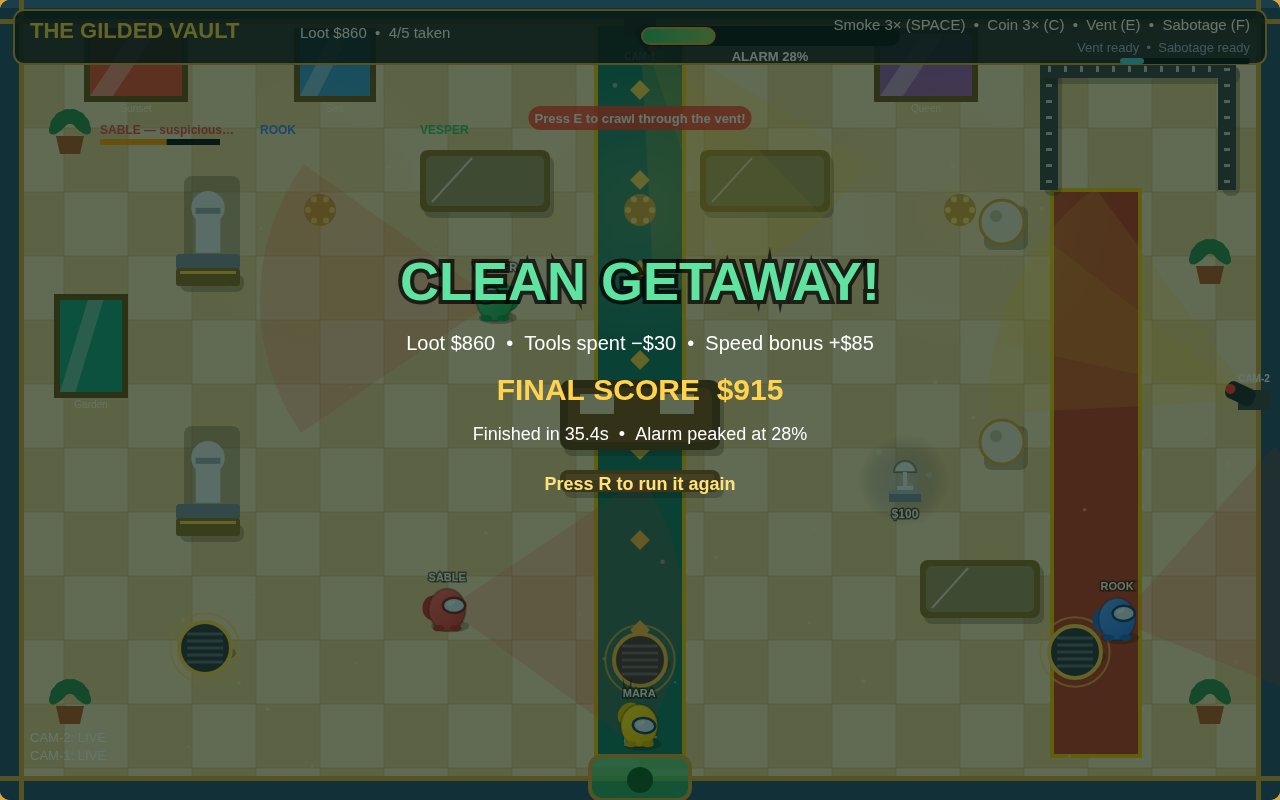 THE GILDED VAULT
Loot $860 • 4/5 taken
Smoke 3× (SPACE) • Coin 3× (C) • Vent (E) • Sabotage (F)
Vent ready • Sabotage ready
ALARM 28%
CAM-1
Sunset
Queen
Press E to crawl through the vent!
SABLE — suspicious…
ROOK
VESPER
CLEAN GETAWAY!
Loot $860 • Tools spent −$30 • Speed bonus +$85
CAM-2
FINAL SCORE $915
Garden
Finished in 35.4s • Alarm peaked at 28%
Press R to run it again
$100
SABLE
ROOK
MARA
CAM-2: LIVE
CAM-1: LIVE